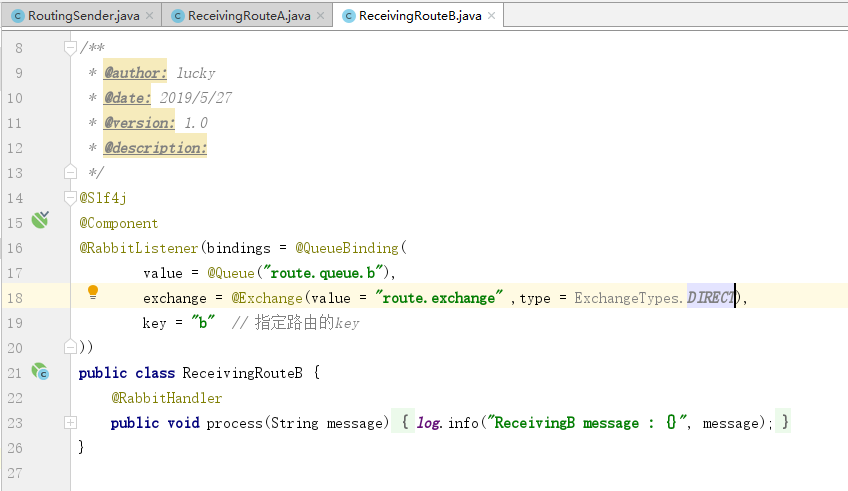 RoutingSender.java ReceivingRouteA.java ReceivingRouteB.java
8 /**
9 * @author: lucky
10 * @date: 2019/5/27
11 * @version: 1.0
12 * @description:
13 */
14 @Slf4j
15 @Component
16 @RabbitListener(bindings = @QueueBinding(
17 value = @Queue("route.queue.b"),
18 exchange = @Exchange(value = "route.exchange" ,type = ExchangeTypes.DIRECT),
19 key = "b" // 指定路由的key
20 ))
21 public class ReceivingRouteB {
22 @RabbitHandler
23 public void process(String message) { log.info("ReceivingB message : {}", message); }
26 }
27